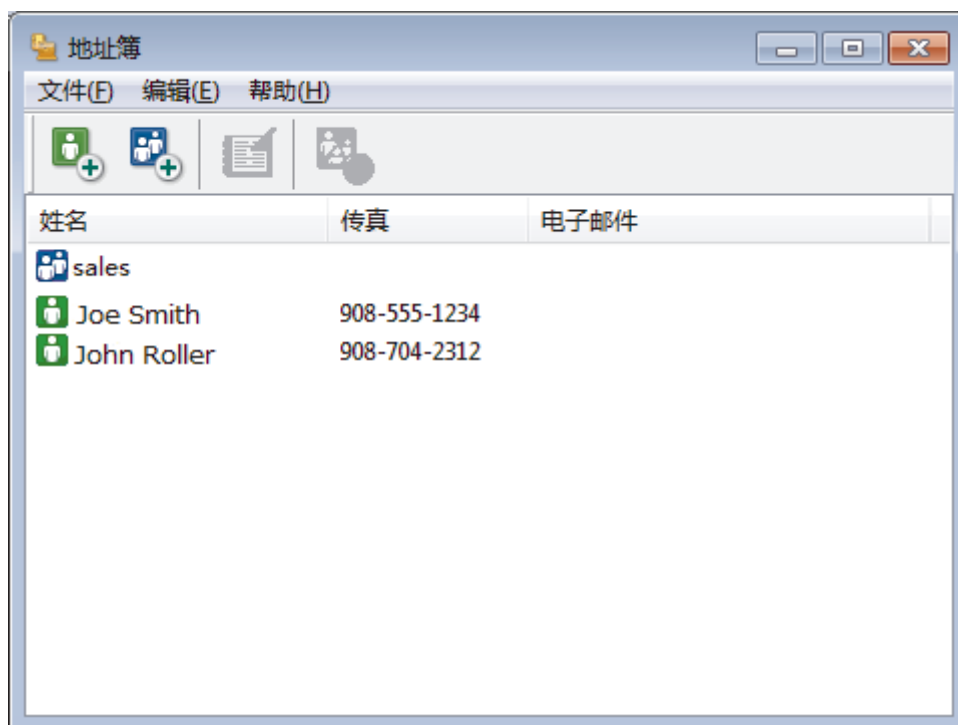 地址簿
文件(F) 编辑(E) 帮助(H)
姓名 传真 电子邮件
sales
Joe Smith 908-555-1234
John Roller 908-704-2312